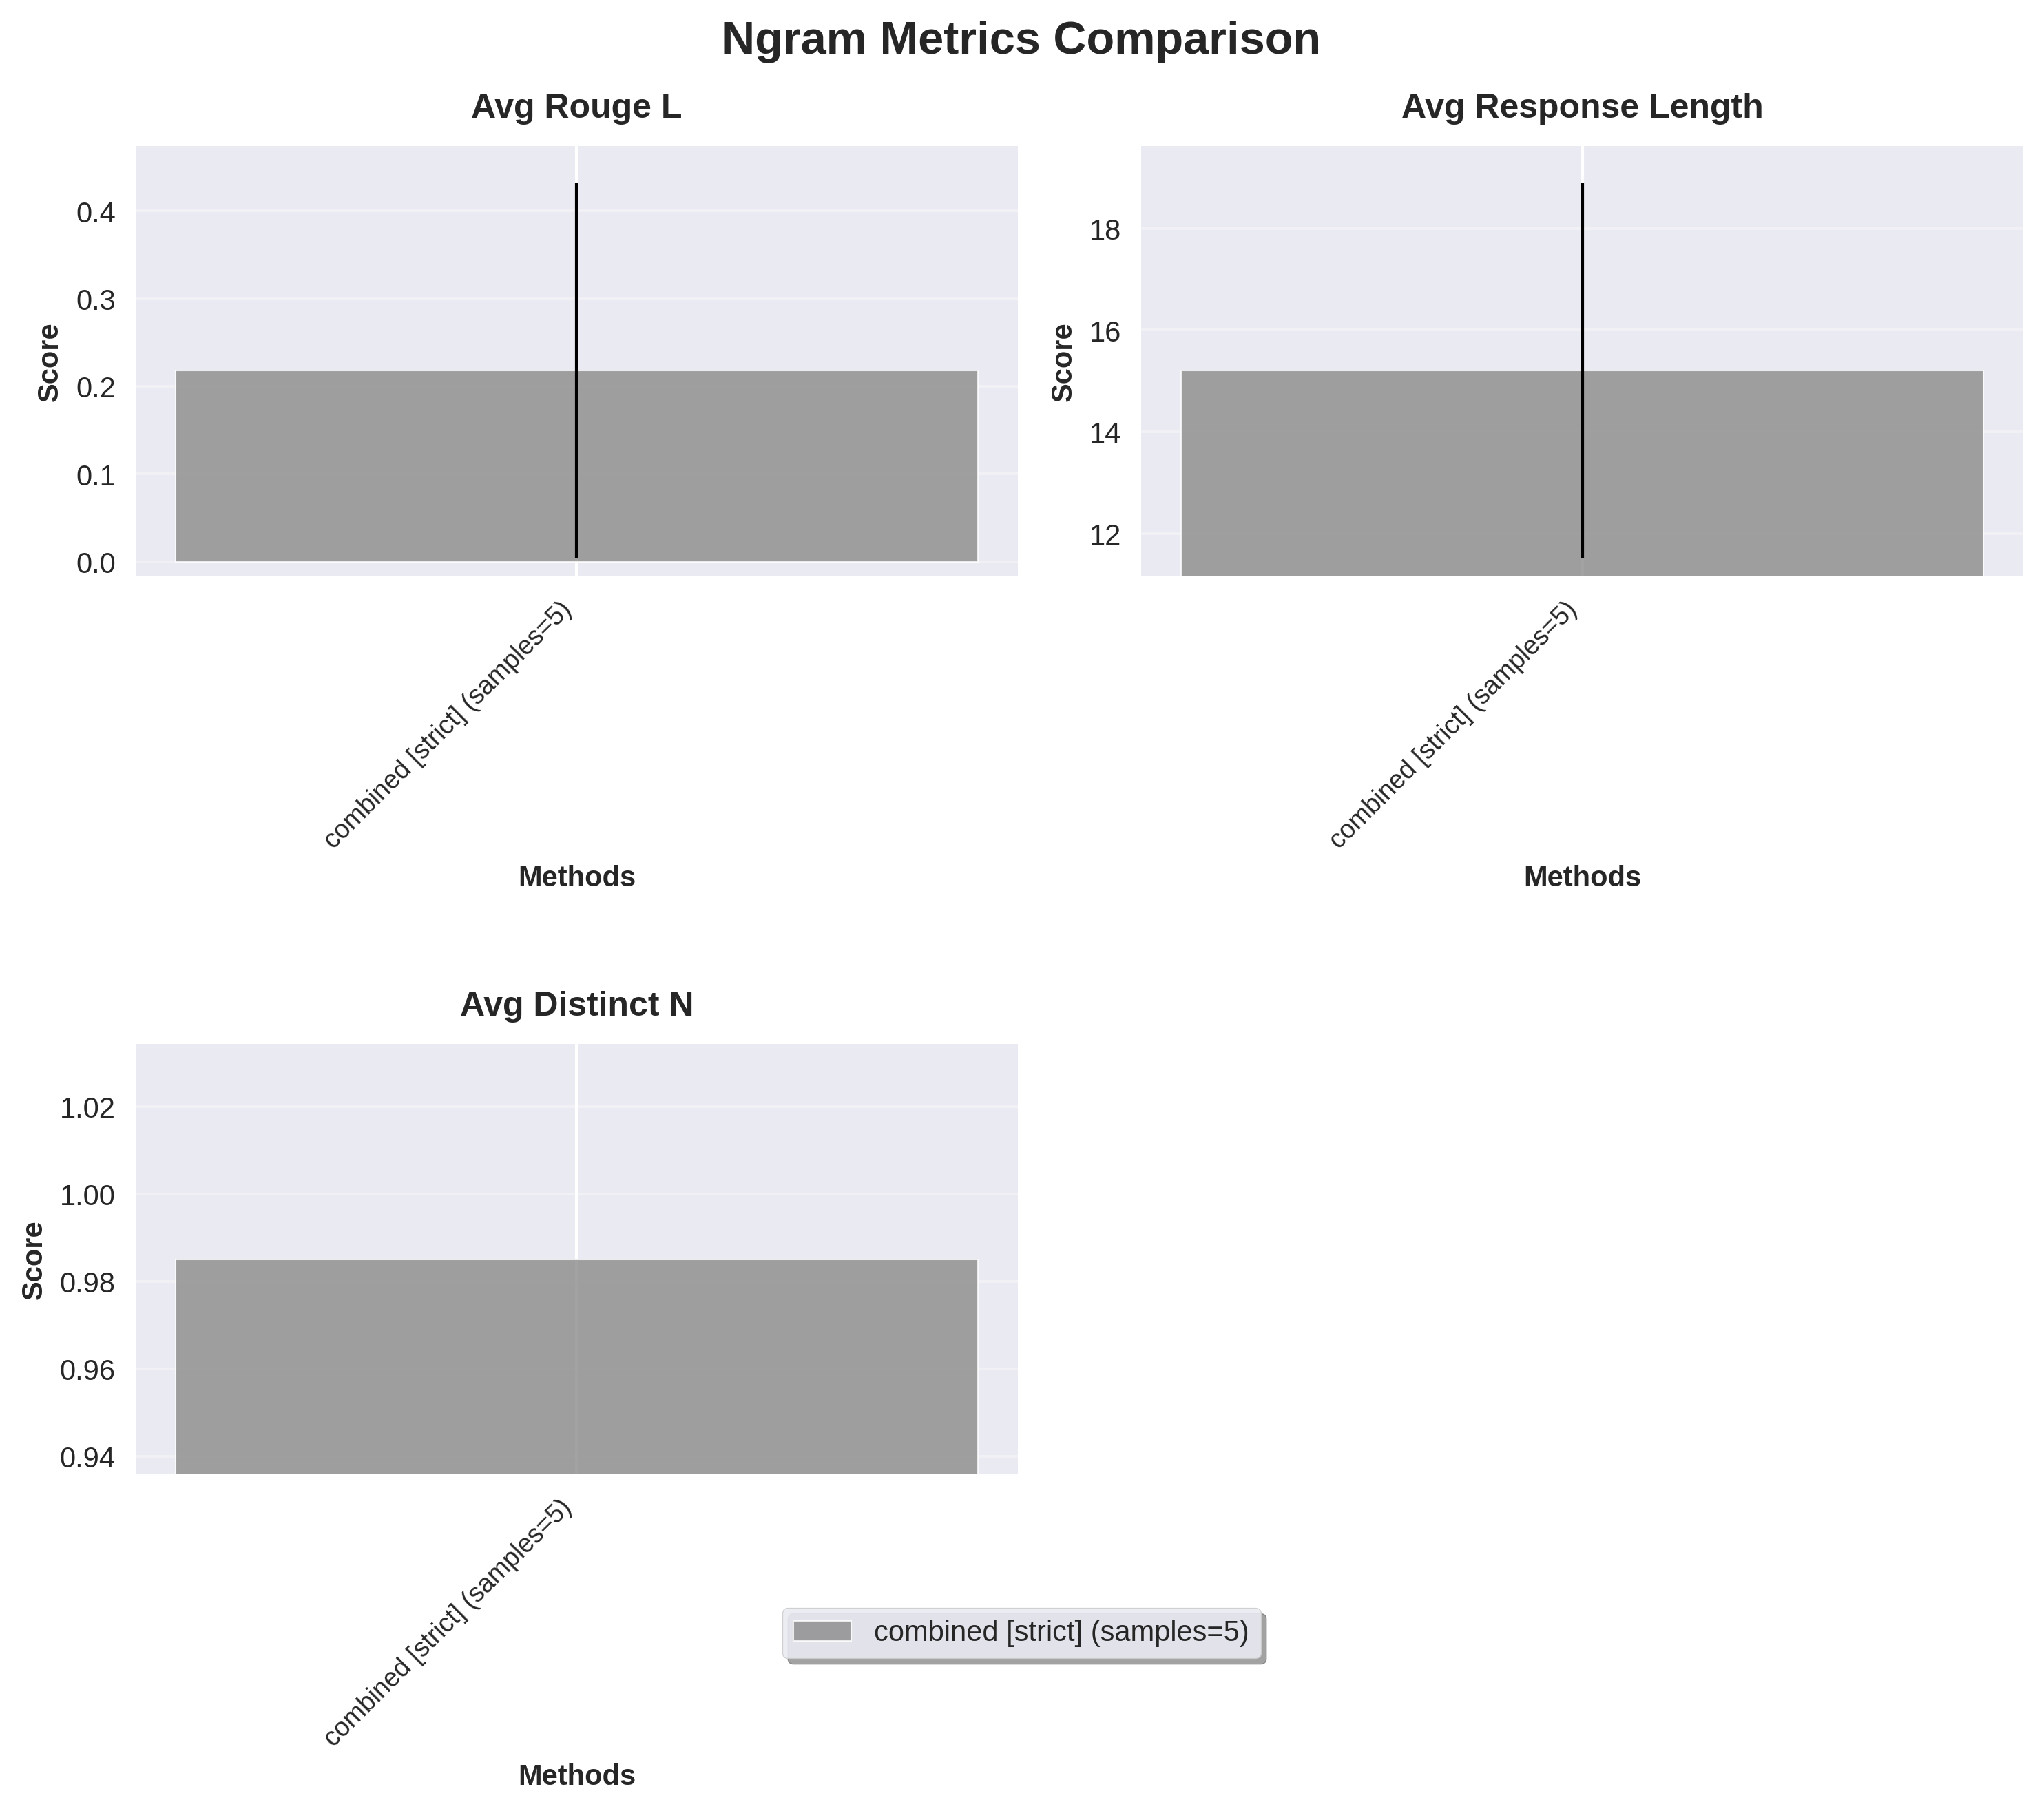 Ngram Metrics Comparison
Avg Rouge L
Score
0.4
0.3
0.2
0.1
0.0
combined [strict] (samples=5)
Methods
Avg Response Length
Score
18
16
14
12
combined [strict] (samples=5)
Methods
Avg Distinct N
Score
1.02
1.00
0.98
0.96
0.94
combined [strict] (samples=5)
Methods
combined [strict] (samples=5)